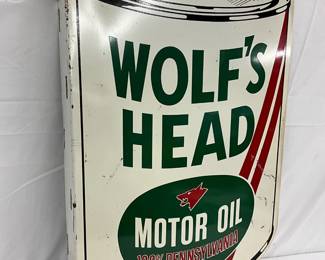 WOLF'S
HEAD
MOTOR OIL
100% PENNSYLVANIA